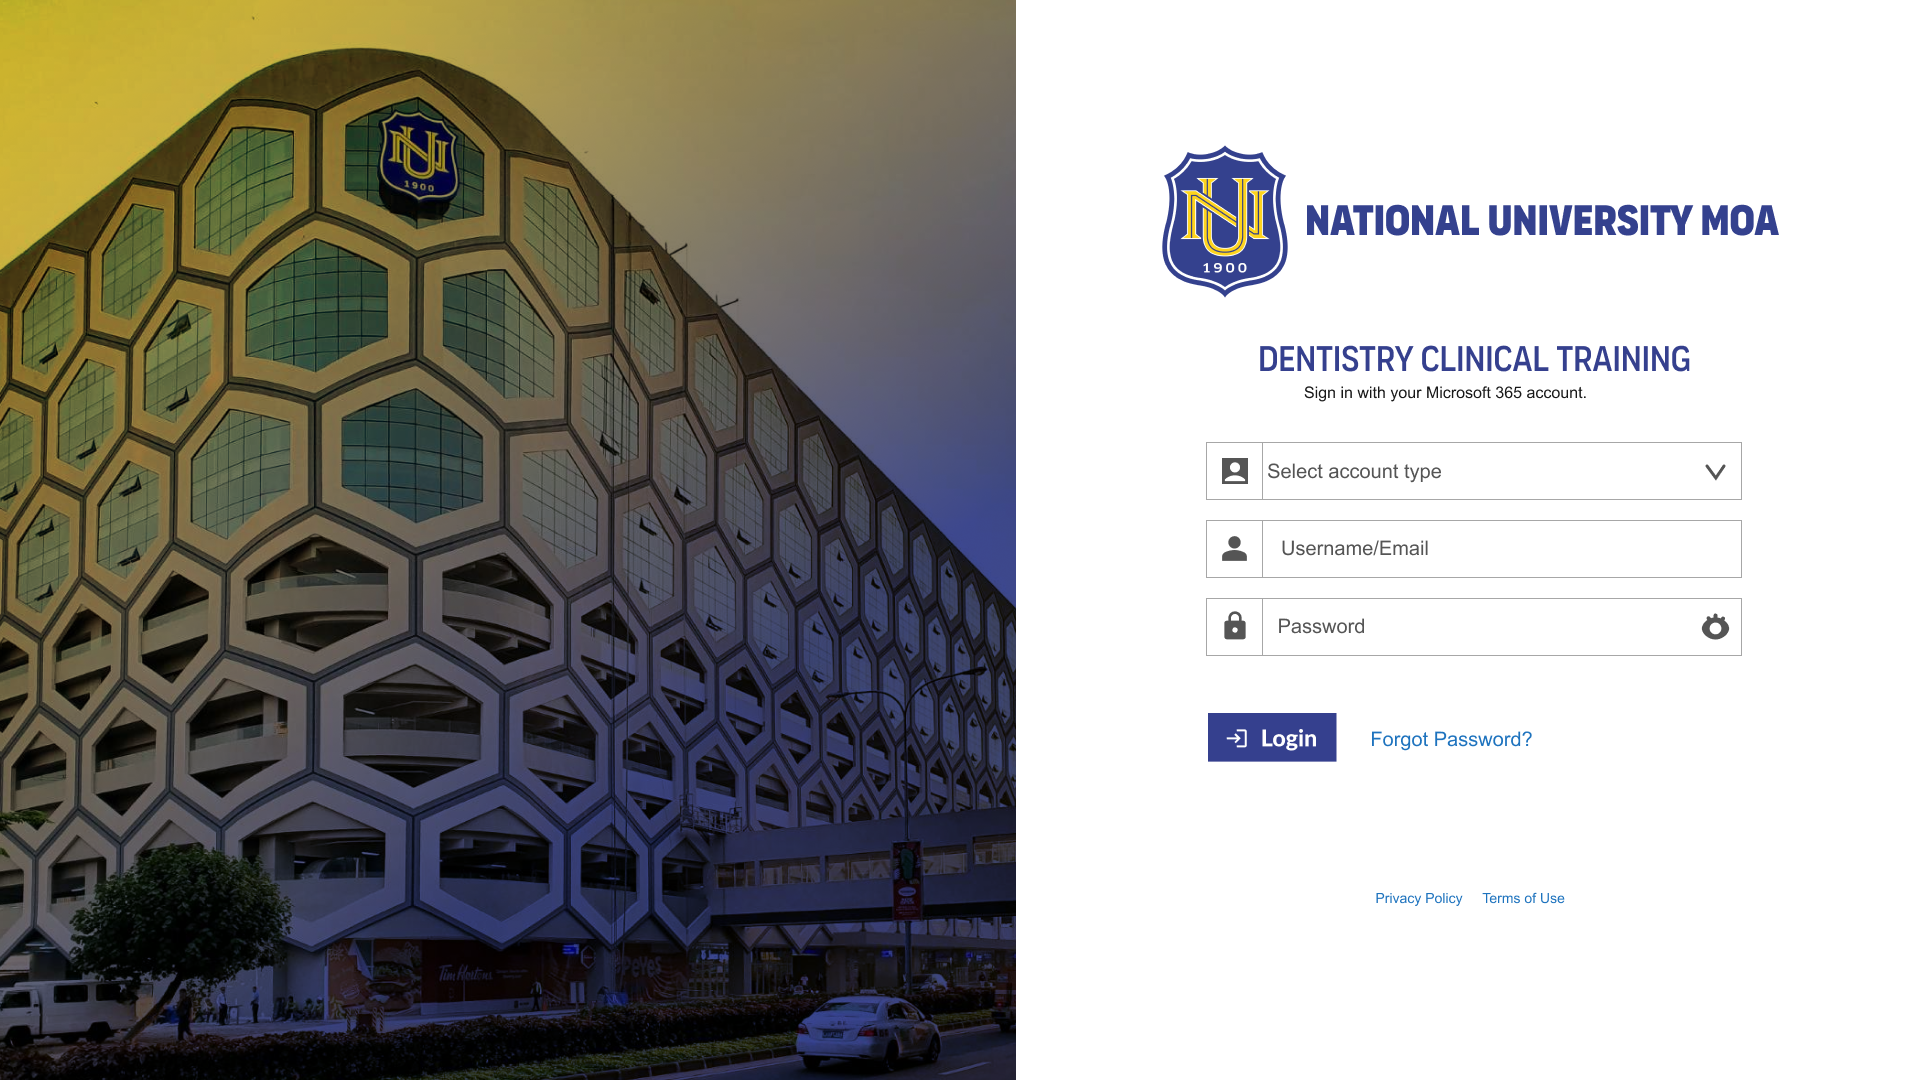 NU
1900
Tim Hortons
POPEYES
NU
1900
NATIONAL UNIVERSITY MOA
DENTISTRY CLINICAL TRAINING
Sign in with your Microsoft 365 account.
Select account type
Username/Email
Password
Login
Forgot Password?
Privacy Policy
Terms of Use